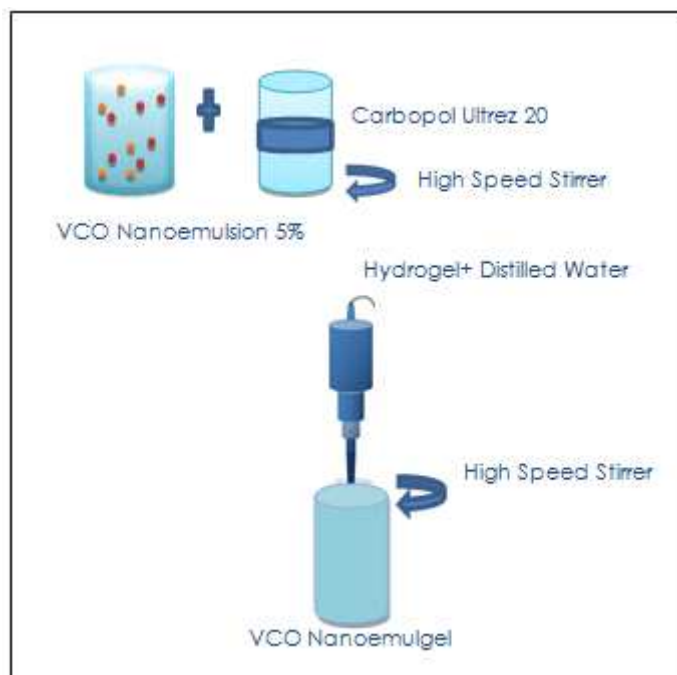 Carbopol Ultrez 20
High Speed Stirrer
VCO Nanoemulsion 5%
Hydrogel+ Distilled Water
High Speed Stirrer
VCO Nanoemulgel